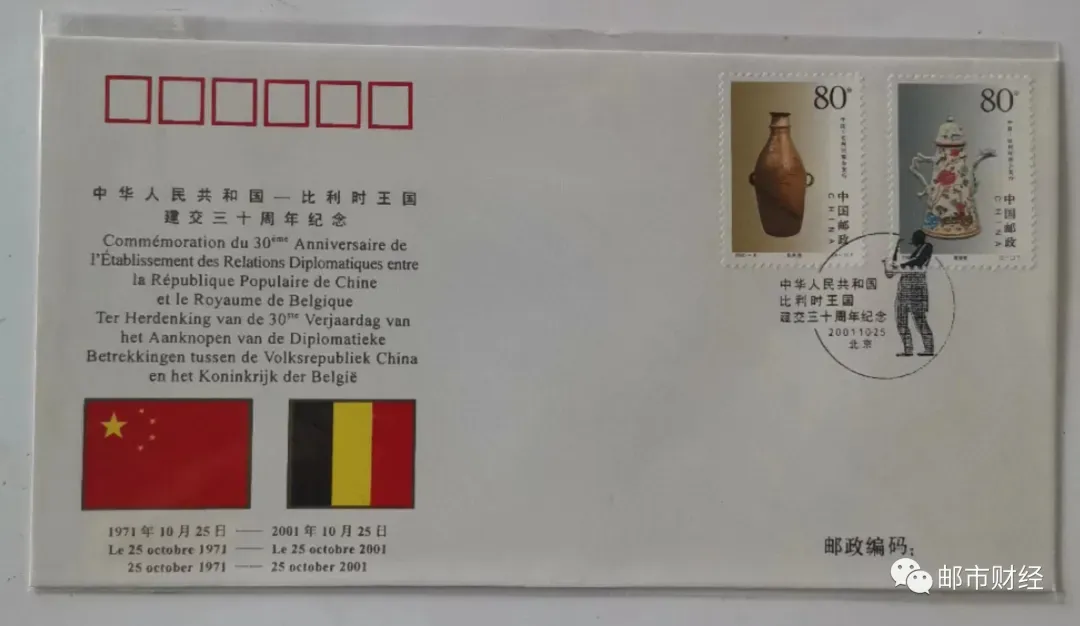 中华人民共和国—比利时王国
建交三十周年纪念
Commémoration du 30ème Anniversaire de
l'Établissement des Relations Diplomatiques entre
la République Populaire de Chine
et le Royaume de Belgique
Ter Herdenking van de 30ste Verjaardag van
het Aanknopen van de Diplomatieke
Betrekkingen tussen de Volksrepubliek China
en het Koninkrijk der België
1971年10月25日 — 2001年10月25日
Le 25 octobre 1971 — Le 25 octobre 2001
25 october 1971 — 25 october 2001
80
中国邮政
CHINA
80
中国邮政
CHINA
中华人民共和国
比利时王国
建交三十周年纪念
2001 10 25
北京
邮政编码:
邮市财经